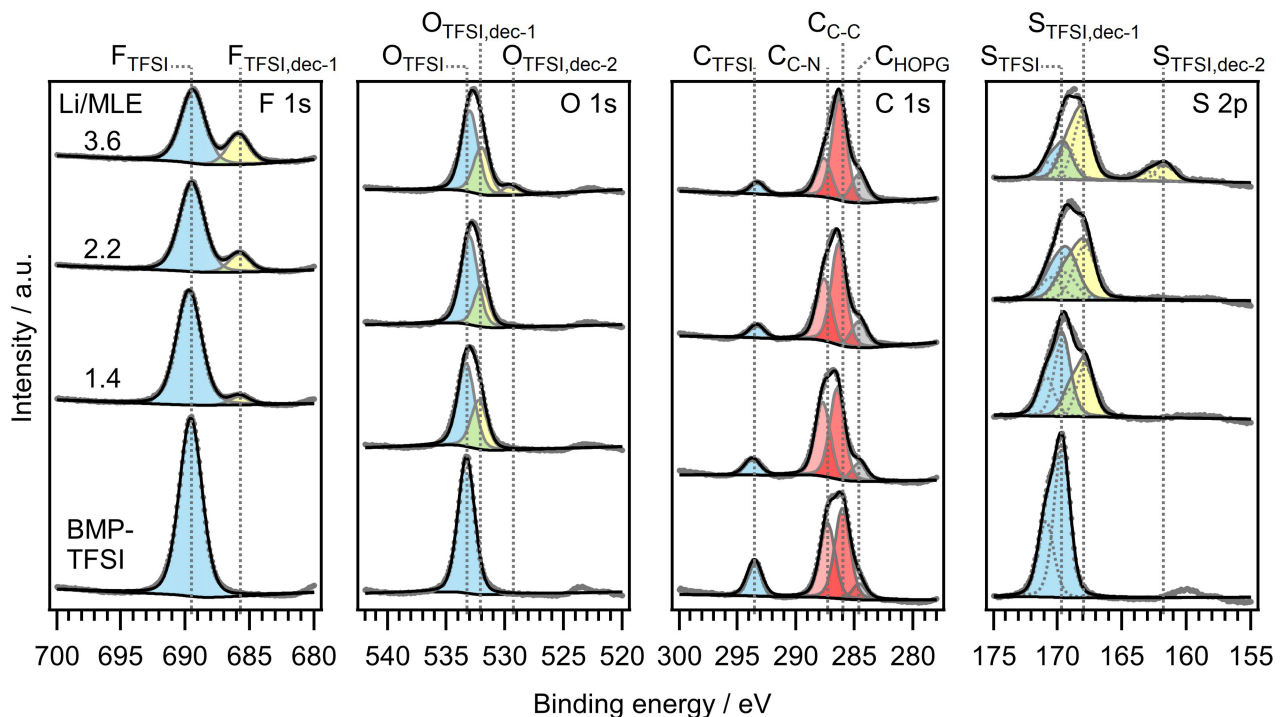 O_TFSI,dec-1
C_C-C
S_TFSI,dec-1
F_TFSI F_TFSI,dec-1 O_TFSI O_TFSI,dec-2 C_TFSI C_C-N C_HOPG S_TFSI S_TFSI,dec-2
Li/MLE F 1s O 1s C 1s S 2p
3.6
2.2
1.4
BMP-
TFSI
Intensity / a.u.
700 695 690 685 680 540 535 530 525 520 300 295 290 285 280 175 170 165 160 155
Binding energy / eV